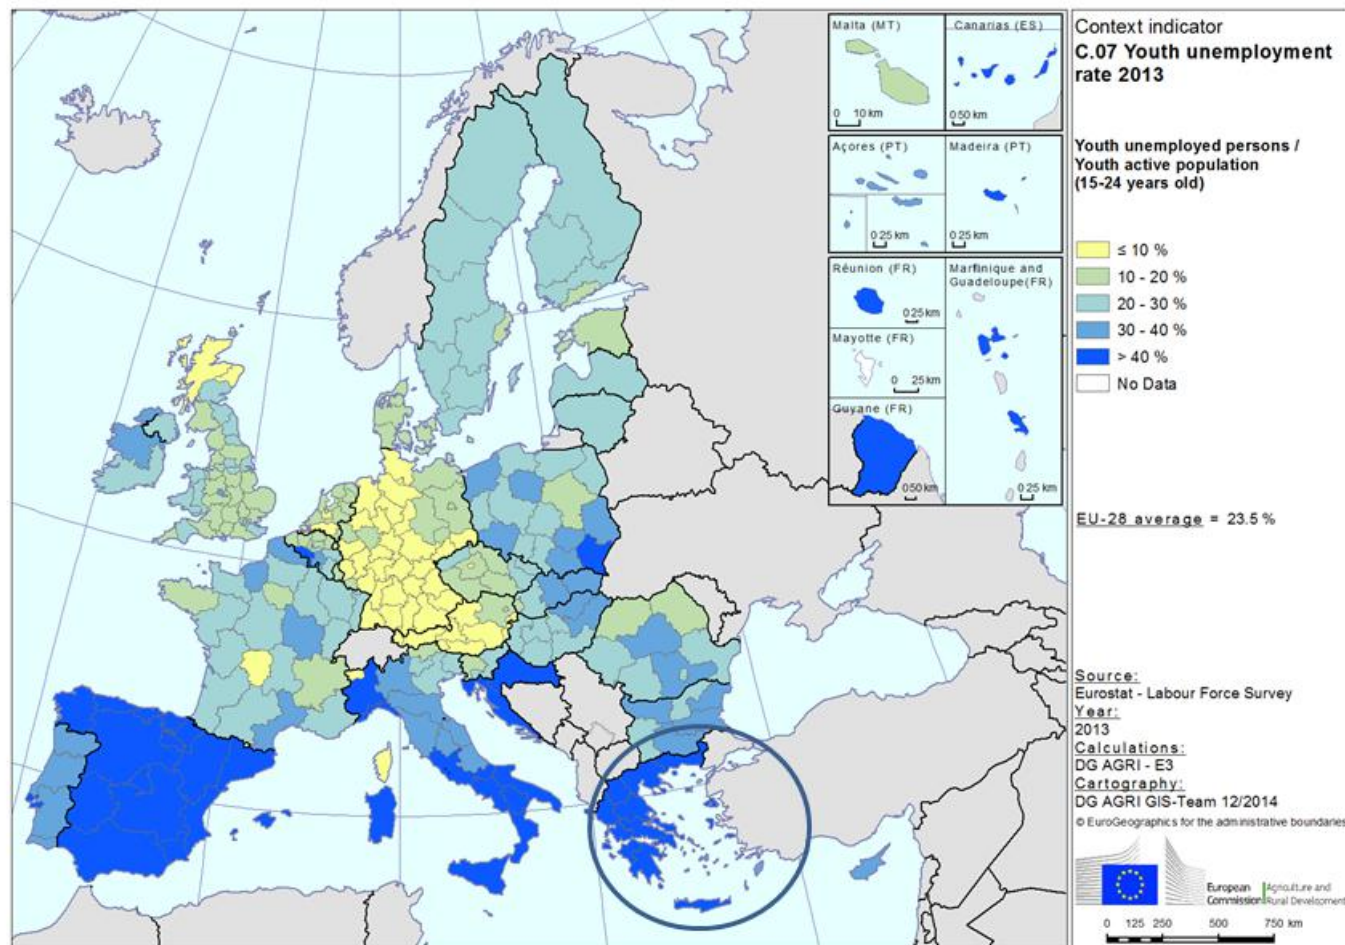 Malta (MT)
0 10 km
Canarias (ES)
0 50 km
Açores (PT)
0 25 km
Madeira (PT)
0 25 km
Réunion (FR)
0 25 km
Mayotte (FR)
0 25 km
Guyane (FR)
0 50 km
Martinique and
Guadeloupe(FR)
0 25 km
Context indicator
C.07 Youth unemployment
rate 2013
Youth unemployed persons /
Youth active population
(15-24 years old)
≤ 10 %
10 - 20 %
20 - 30 %
30 - 40 %
> 40 %
No Data
EU-28 average = 23.5 %
Source:
Eurostat - Labour Force Survey
Year:
2013
Calculations:
DG AGRI - E3
Cartography:
DG AGRI GIS-Team 12/2014
© EuroGeographics for the administrative boundaries
European
Commission
Agriculture and
Rural Development
0 125 250 500 750 km